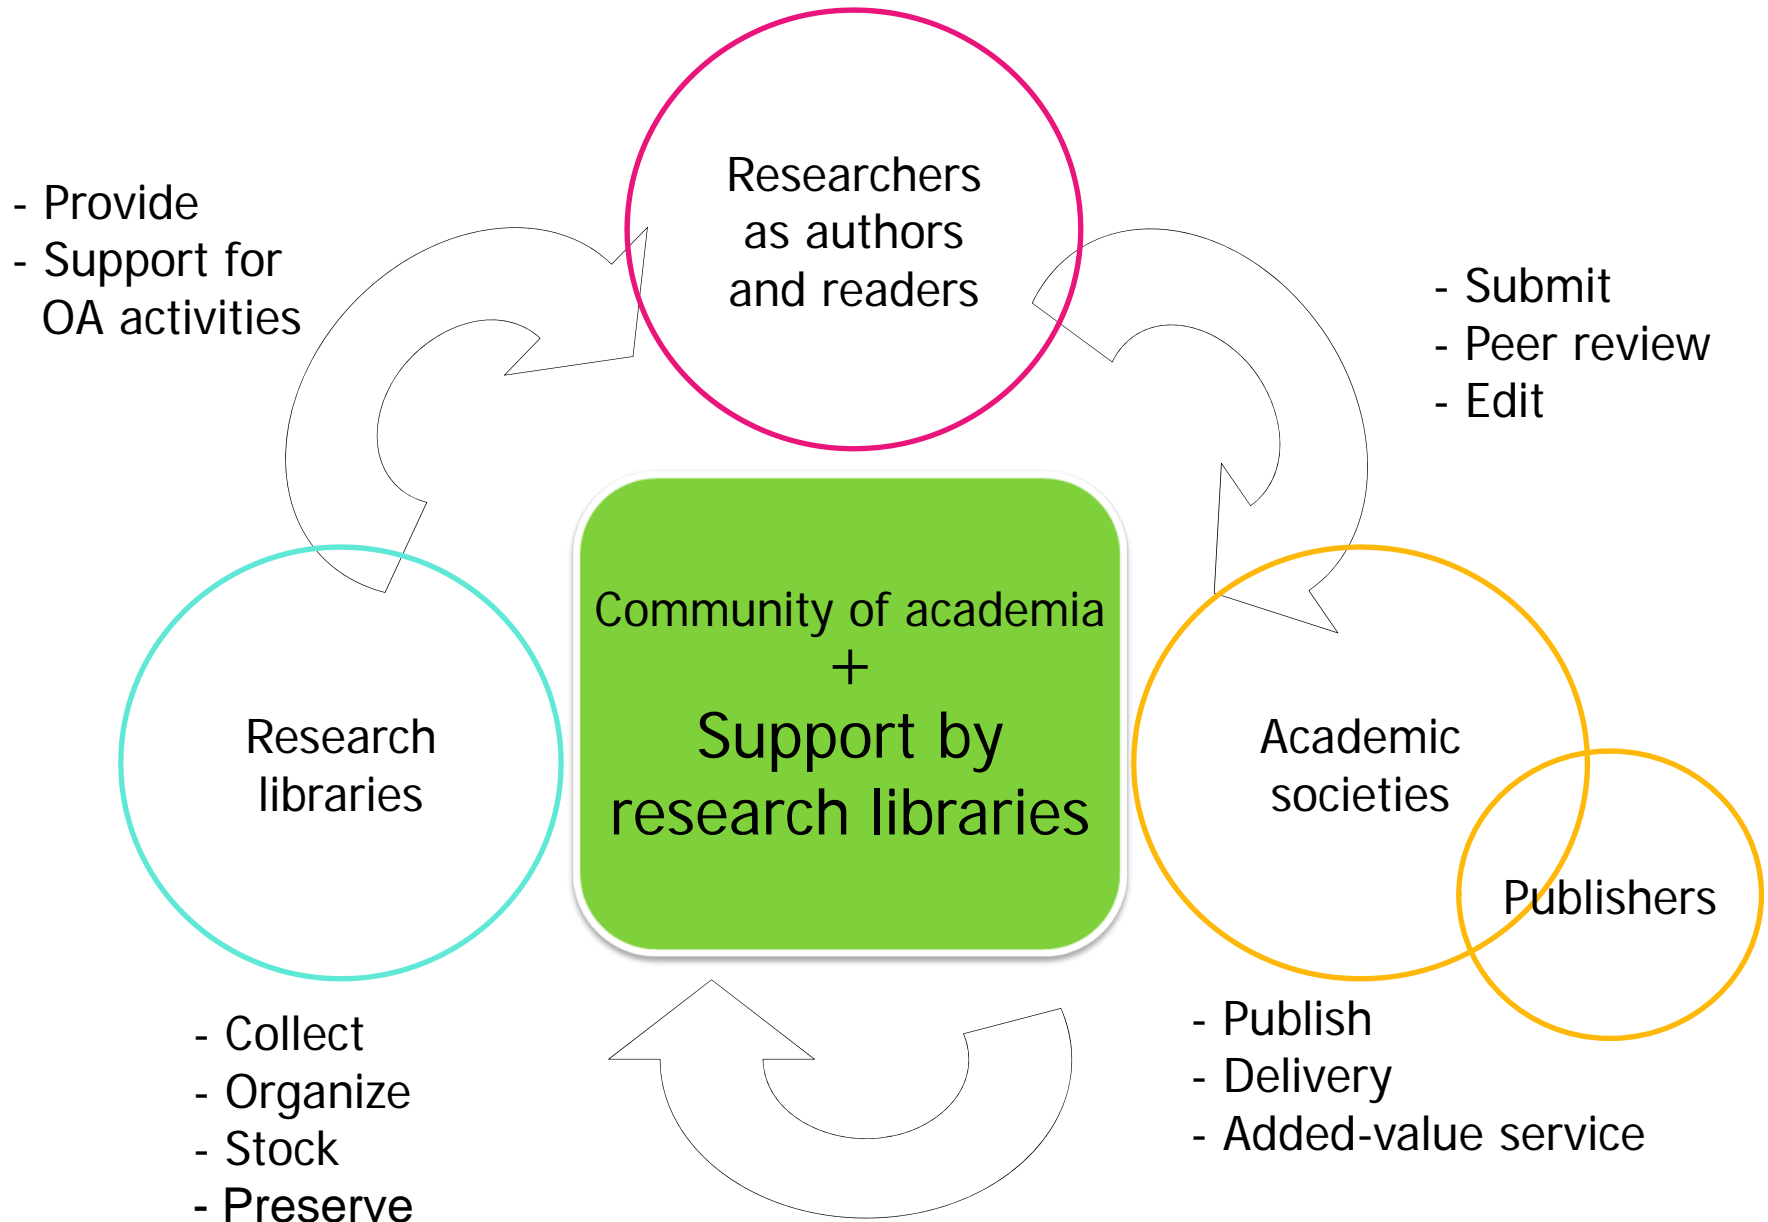 Researchers
as authors
and readers
- Provide
- Support for
OA activities
- Submit
- Peer review
- Edit
Community of academia
+
Support by
research libraries
Research
libraries
Academic
societies
Publishers
- Collect
- Organize
- Stock
- Preserve
- Publish
- Delivery
- Added-value service